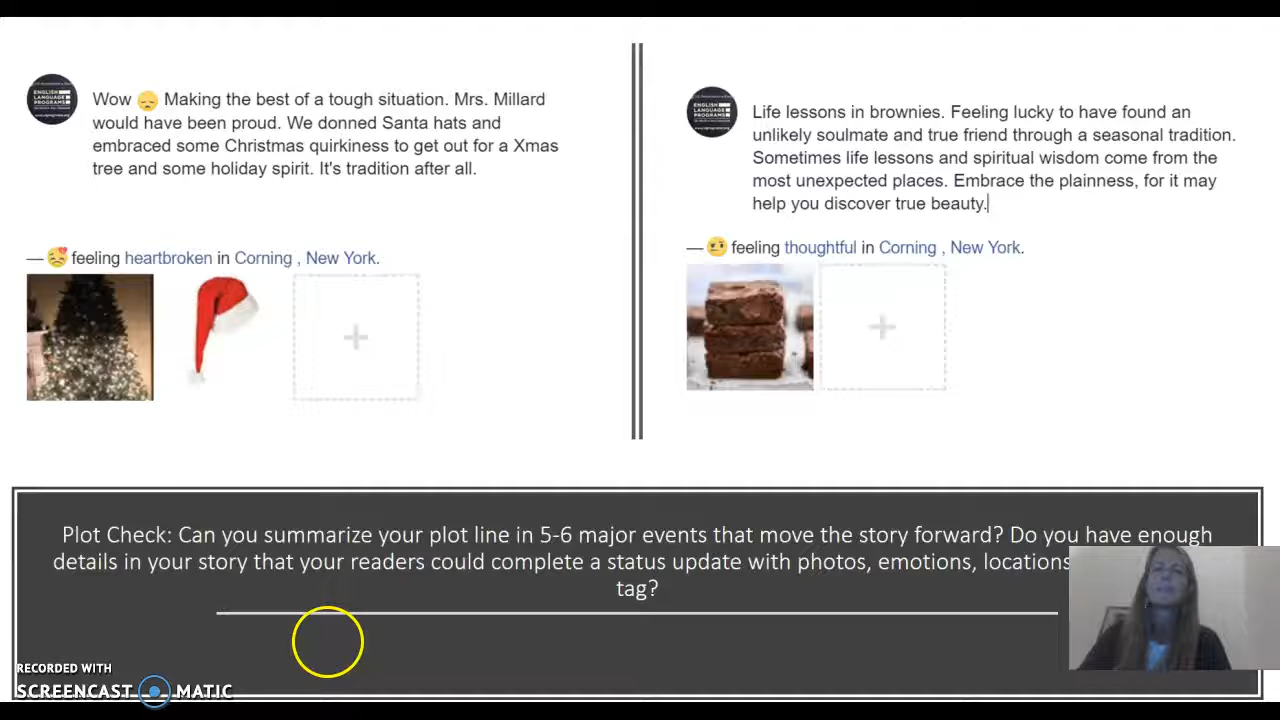 Wow 😞 Making the best of a tough situation. Mrs. Millard
would have been proud. We donned Santa hats and
embraced some Christmas quirkiness to get out for a Xmas
tree and some holiday spirit. It's tradition after all.
— feeling heartbroken in Corning , New York.
ENGLISH
LANGUAGE
PROGRAMS
Life lessons in brownies. Feeling lucky to have found an
unlikely soulmate and true friend through a seasonal tradition.
Sometimes life lessons and spiritual wisdom come from the
most unexpected places. Embrace the plainness, for it may
help you discover true beauty.
— feeling thoughtful in Corning , New York.
ENGLISH
LANGUAGE
PROGRAMS
Plot Check: Can you summarize your plot line in 5-6 major events that move the story forward? Do you have enough
details in your story that your readers could complete a status update with photos, emotions, locations
tag?
RECORDED WITH
SCREENCAST MATIC